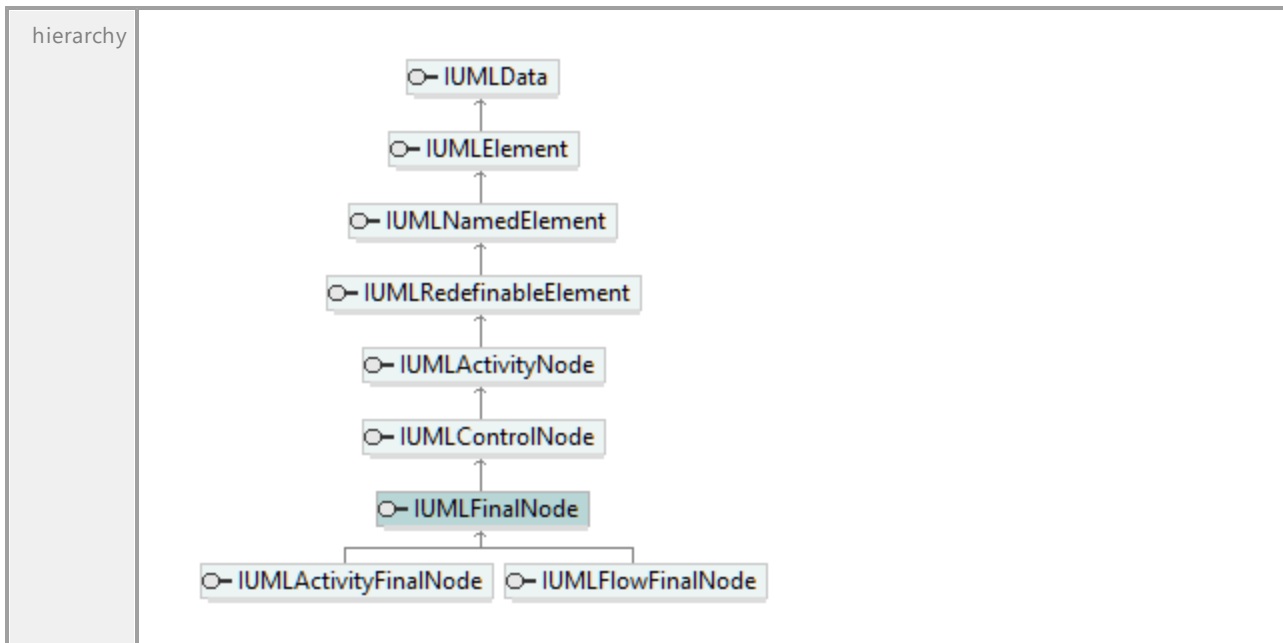 hierarchy
IUMLData
IUMLElement
IUMLNamedElement
IUMLRedefinableElement
IUMLActivityNode
IUMLControlNode
IUMLFinalNode
IUMLActivityFinalNode IUMLFlowFinalNode